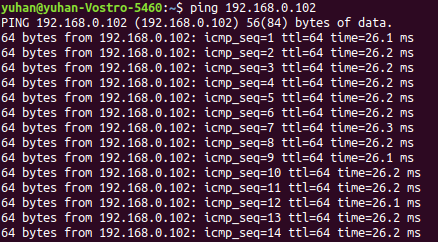 yuhan@yuhan-Vostro-5460:~$ ping 192.168.0.102
PING 192.168.0.102 (192.168.0.102) 56(84) bytes of data.
64 bytes from 192.168.0.102: icmp_seq=1 ttl=64 time=26.1 ms
64 bytes from 192.168.0.102: icmp_seq=2 ttl=64 time=26.2 ms
64 bytes from 192.168.0.102: icmp_seq=3 ttl=64 time=26.2 ms
64 bytes from 192.168.0.102: icmp_seq=4 ttl=64 time=26.2 ms
64 bytes from 192.168.0.102: icmp_seq=5 ttl=64 time=26.2 ms
64 bytes from 192.168.0.102: icmp_seq=6 ttl=64 time=26.2 ms
64 bytes from 192.168.0.102: icmp_seq=7 ttl=64 time=26.3 ms
64 bytes from 192.168.0.102: icmp_seq=8 ttl=64 time=26.2 ms
64 bytes from 192.168.0.102: icmp_seq=9 ttl=64 time=26.1 ms
64 bytes from 192.168.0.102: icmp_seq=10 ttl=64 time=26.2 ms
64 bytes from 192.168.0.102: icmp_seq=11 ttl=64 time=26.2 ms
64 bytes from 192.168.0.102: icmp_seq=12 ttl=64 time=26.1 ms
64 bytes from 192.168.0.102: icmp_seq=13 ttl=64 time=26.2 ms
64 bytes from 192.168.0.102: icmp_seq=14 ttl=64 time=26.2 ms